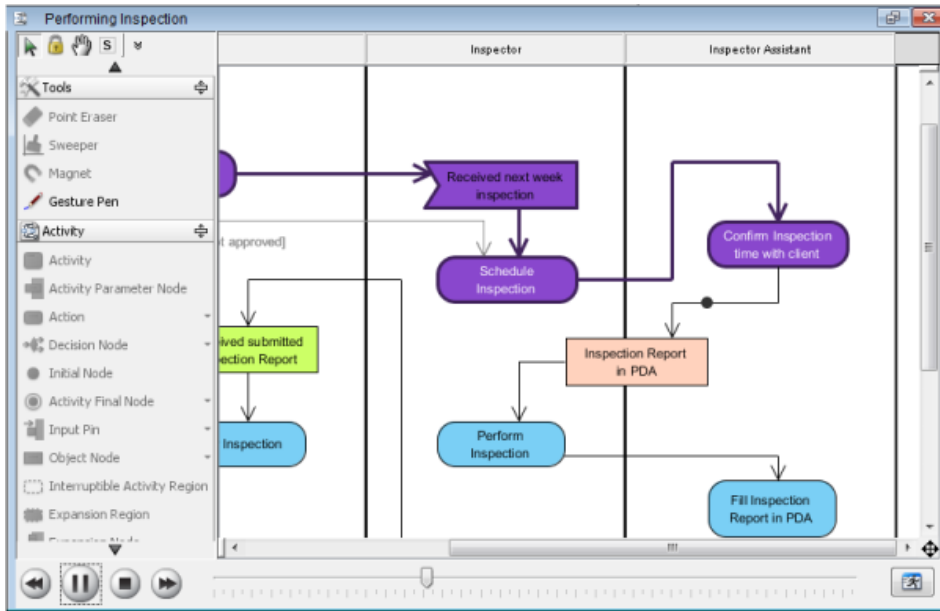 Performing Inspection
S
Tools
Point Eraser
Sweeper
Magnet
Gesture Pen
Activity
Activity
Activity Parameter Node
Action
Decision Node
Initial Node
Activity Final Node
Input Pin
Object Node
Interruptible Activity Region
Expansion Region
Inspector
Inspector Assistant
Received next week
inspection
t approved]
Schedule
Inspection
Confirm Inspection
time with client
ived submitted
ection Report
Inspection Report
in PDA
Inspection
Perform
Inspection
Fill Inspection
Report in PDA